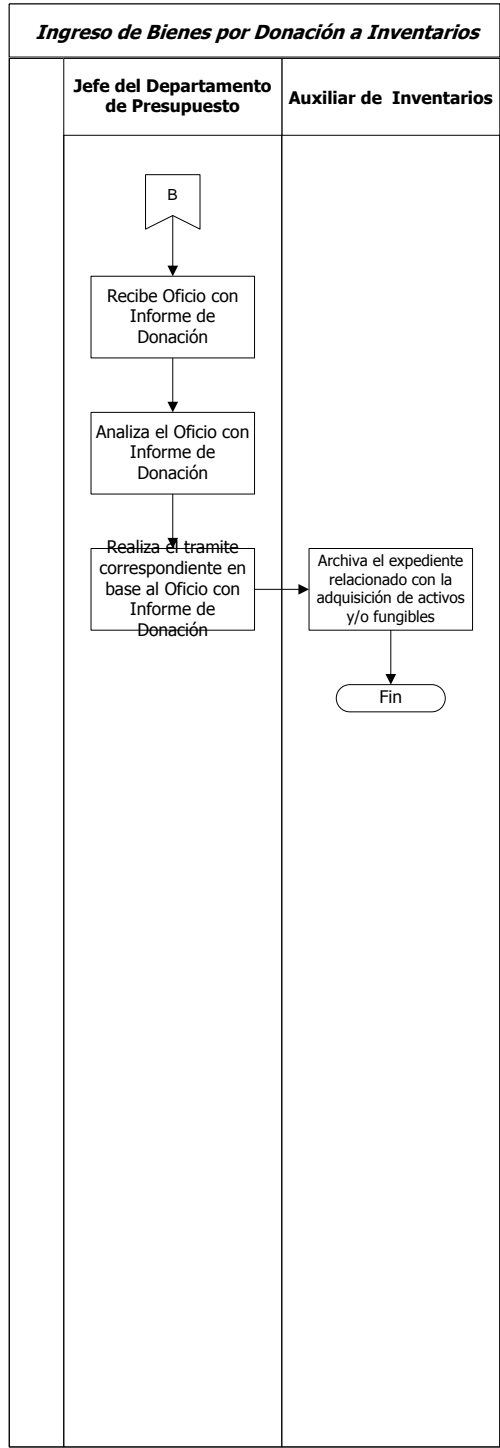 Ingreso de Bienes por Donación a Inventarios
Jefe del Departamento
de Presupuesto
Auxiliar de Inventarios
B
Recibe Oficio con
Informe de
Donación
Analiza el Oficio con
Informe de
Donación
Realiza el tramite
correspondiente en
base al Oficio con
Informe de
Donación
Archiva el expediente
relacionado con la
adquisición de activos
y/o fungibles
Fin